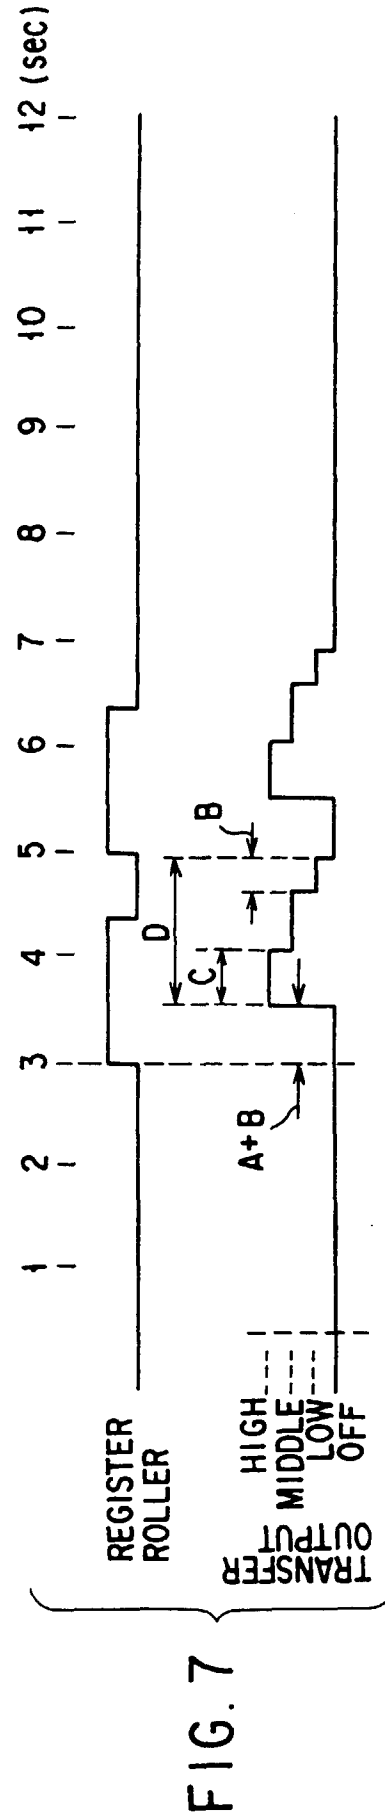 FIG. 7
1 2 3 4 5 6 7 8 9 10 11 12 (sec)
REGISTER
ROLLER
TRANSFER
OUTPUT
HIGH
MIDDLE
LOW
OFF
A+B
C
D
B